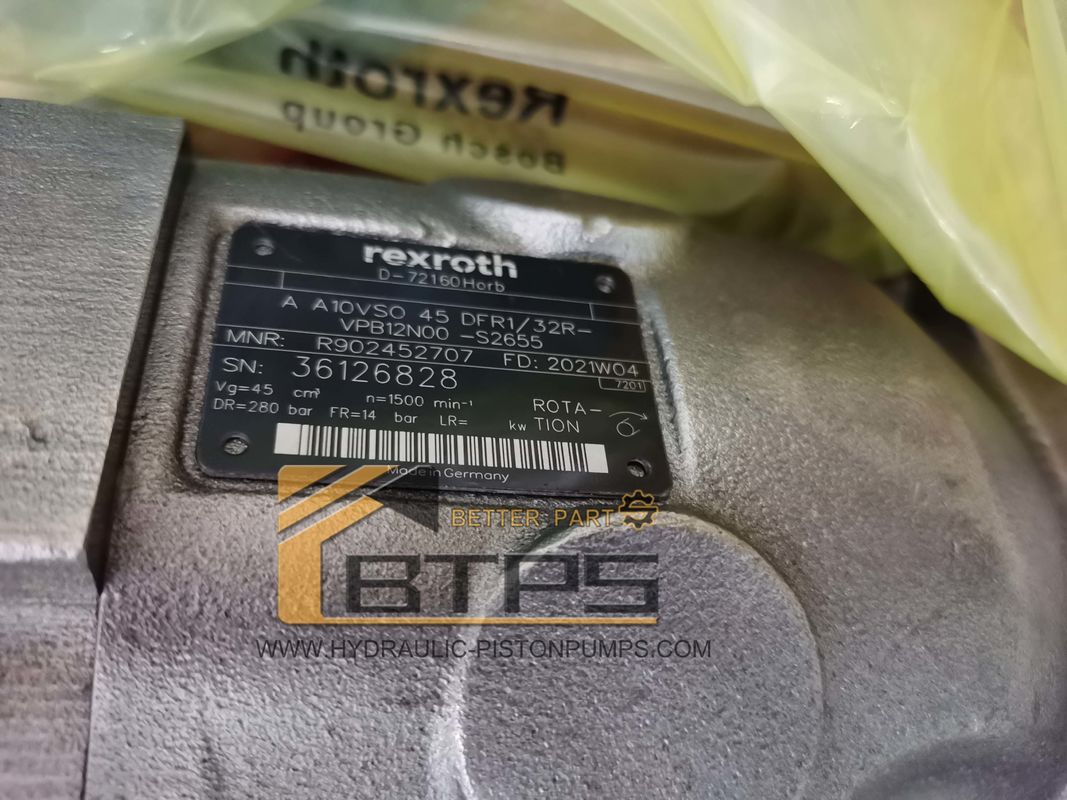 Rexroth
Bosch Group
rexroth
D-72160Horb
A A10VSO 45 DFR1/32R-
VPB12N00 -S2655
MNR: R902452707 FD: 2021W04
7201
SN: 36126828
Vg=45 cm³ n=1500 min⁻¹
DR=280 bar FR=14 bar LR= kw
ROTA-
TION
Made in Germany
BETTER PART
BTPS
WWW.HYDRAULIC-PISTONPUMPS.COM